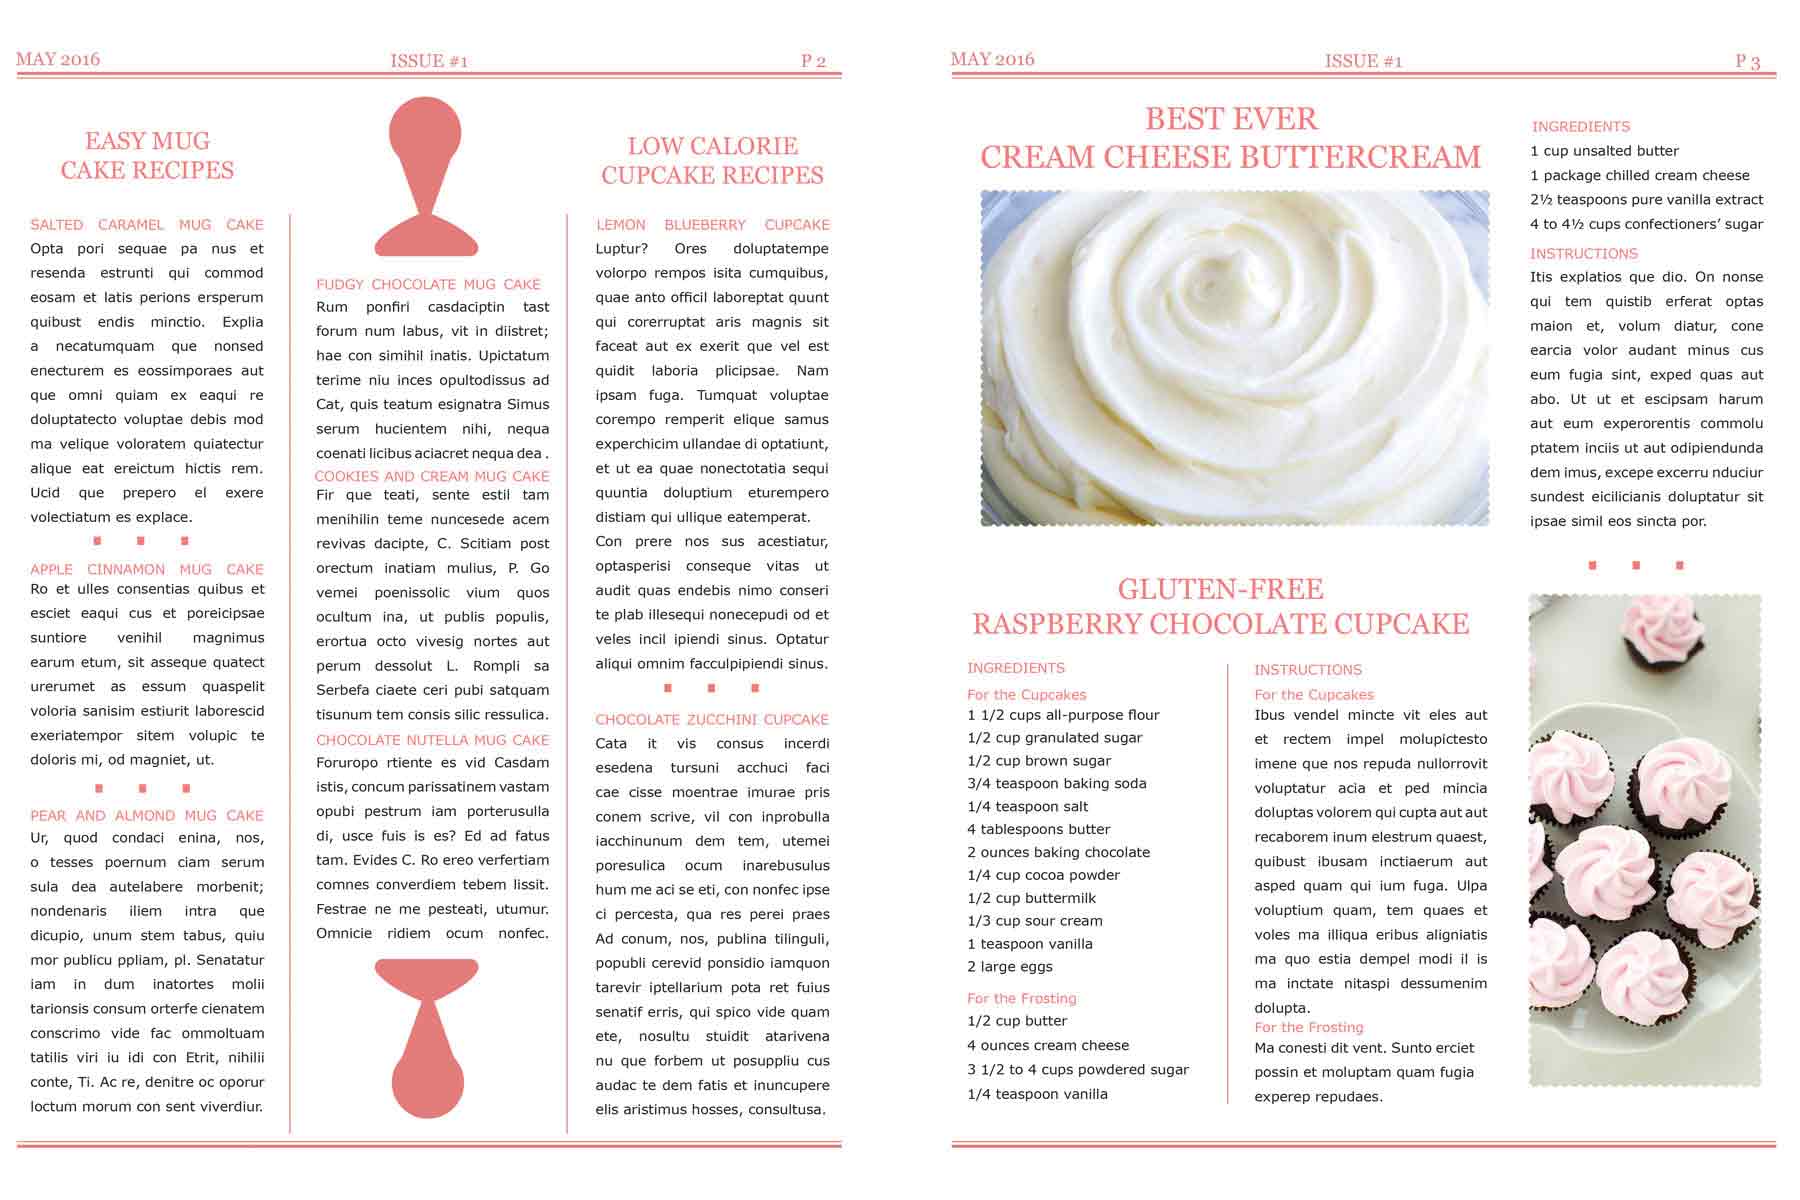 MAY 2016
ISSUE #1
P 2
EASY MUG
CAKE RECIPES
SALTED CARAMEL MUG CAKE
Opta pori sequae pa nus et
resenda estrunti qui commod
eosam et latis perions ersperum
quibust endis minctio. Explia
a necatumquam que nonsed
enecturem es eossimporaes aut
que omni quiam ex eaqui re
doluptatecto voluptae debis mod
ma velique voloratem quiatectur
alique eat ereictum hictis rem.
Ucid que prepero el exere
volectiatum es explace.
APPLE CINNAMON MUG CAKE
Ro et ulles consentias quibus et
esciet eaqui cus et poreicipsae
suntiore venihil magnimus
earum etum, sit asseque quatect
urerumet as essum quaspelit
voloria sanisim estiurit laborescid
exeriatempor sitem volupic te
doloris mi, od magniet, ut.
PEAR AND ALMOND MUG CAKE
Ur, quod condaci enina, nos,
o tesses poernum ciam serum
sula dea autelabere morbenit;
nondenaris iliem intra que
dicupio, unum stem tabus, quiu
mor publicu ppliam, pl. Senatatur
iam in dum inatortes molii
tarionsis consum orterfe cienatem
conscrimo vide fac ommoltuam
tatilis viri iu idi con Etrit, nihilii
conte, Ti. Ac re, denitre oc oporur
loctum morum con sent viverdiur.
FUDGY CHOCOLATE MUG CAKE
Rum ponfiri casdaciptin tast
forum num labus, vit in diistret;
hae con simihil inatis. Upictatum
terime niu inces opultodissus ad
Cat, quis teatum esignatra Simus
serum hucientem nihi, nequa
coenati licibus aciacret nequa dea .
COOKIES AND CREAM MUG CAKE
Fir que teati, sente estil tam
menihilin teme nuncesede acem
revivas dacipte, C. Scitiam post
orectum inatiam mulius, P. Go
vemei poenissolic vium quos
ocultum ina, ut publis populis,
erortua octo vivesig nortes aut
perum dessolut L. Rompli sa
Serbefa ciaete ceri pubi satquam
tisunum tem consis silic ressulica.
CHOCOLATE NUTELLA MUG CAKE
Foruropo rtiente es vid Casdam
istis, concum parissatinem vastam
opubi pestrum iam porterusulla
di, usce fuis is es? Ed ad fatus
tam. Evides C. Ro ereo verfertiam
comnes converdiem tebem lissit.
Festrae ne me pesteati, utumur.
Omnicie ridiem ocum nonfec.
LOW CALORIE
CUPCAKE RECIPES
LEMON BLUEBERRY CUPCAKE
Luptur? Ores doluptatempe
volorpo rempos isita cumquibus,
quae anto officil laboreptat quunt
qui corerruptat aris magnis sit
faceat aut ex exerit que vel est
quidit laboria plicipsae. Nam
ipsam fuga. Tumquat voluptae
corempo remperit elique samus
experchicim ullandae di optatiunt,
et ut ea quae nonectotatia sequi
quuntia doluptium eturempero
distiam qui ullique eatemperat.
Con prere nos sus acestiatur,
optasperisi conseque vitas ut
audit quas endebis nimo conseri
te plab illesequi nonecepudi od et
veles incil ipiendi sinus. Optatur
aliqui omnim facculpipiendi sinus.
CHOCOLATE ZUCCHINI CUPCAKE
Cata it vis consus incerdi
esedena tursuni acchuci faci
cae cisse moentrae imurae pris
conem scrive, vil con inprobulla
iacchinunum dem tem, utemei
poresulica ocum inarebusulus
hum me aci se eti, con nonfec ipse
ci percesta, qua res perei praes
Ad conum, nos, publina tilinguli,
popubli cerevid ponsidio iamquon
tarevir iptellarium pota ret fuius
senatif erris, qui spico vide quam
ete, nosultu stuidit atarivena
nu que forbem ut posuppliu cus
audac te dem fatis et inuncupere
elis aristimus hosses, consultusa.
MAY 2016
ISSUE #1
P 3
BEST EVER
CREAM CHEESE BUTTERCREAM
INGREDIENTS
1 cup unsalted butter
1 package chilled cream cheese
2½ teaspoons pure vanilla extract
4 to 4½ cups confectioners’ sugar
INSTRUCTIONS
Itis explatios que dio. On nonse
qui tem quistib erferat optas
maion et, volum diatur, cone
earcia volor audant minus cus
eum fugia sint, exped quas aut
abo. Ut ut et escipsam harum
aut eum experorentis commolu
ptatem inciis ut aut odipiendunda
dem imus, excepe excerru nduciur
sundest eicilicianis doluptatur sit
ipsae simil eos sincta por.
GLUTEN-FREE
RASPBERRY CHOCOLATE CUPCAKE
INGREDIENTS
For the Cupcakes
1 1/2 cups all-purpose flour
1/2 cup granulated sugar
1/2 cup brown sugar
3/4 teaspoon baking soda
1/4 teaspoon salt
4 tablespoons butter
2 ounces baking chocolate
1/4 cup cocoa powder
1/2 cup buttermilk
1/3 cup sour cream
1 teaspoon vanilla
2 large eggs
For the Frosting
1/2 cup butter
4 ounces cream cheese
3 1/2 to 4 cups powdered sugar
1/4 teaspoon vanilla
INSTRUCTIONS
For the Cupcakes
Ibus vendel mincte vit eles aut
et rectem impel molupictesto
imene que nos repuda nullorrovit
voluptatur acia et ped mincia
doluptas volorem qui cupta aut aut
recaborem inum elestrum quaest,
quibust ibusam inctiaerum aut
asped quam qui ium fuga. Ulpa
voluptium quam, tem quaes et
voles ma illiqua eribus aligniatis
ma quo estia dempel modi il is
ma inctate nitaspi dessumenim
dolupta.
For the Frosting
Ma conesti dit vent. Sunto erciet
possin et moluptam quam fugia
experep repudaes.